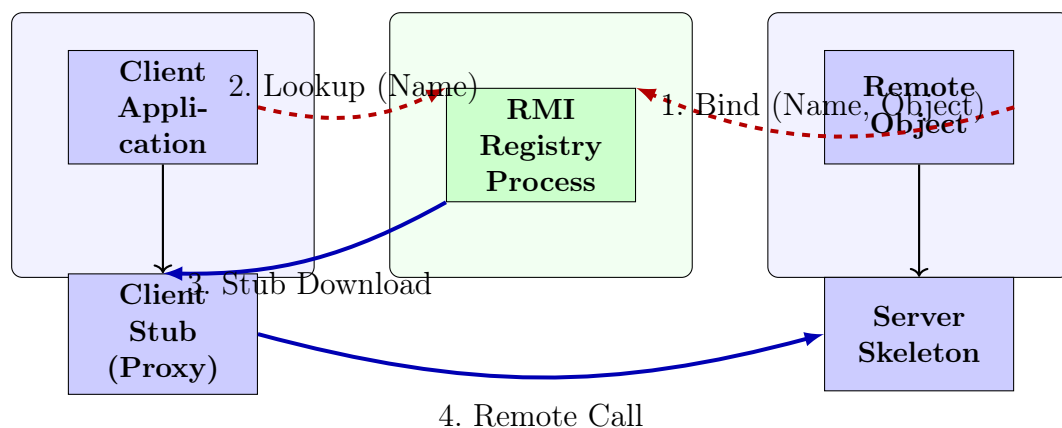 Client
Appli-
cation
2. Lookup (Name)
RMI
Registry
Process
1. Bind (Name, Object)
Remote
Object
3. Stub Download
Client
Stub
(Proxy)
Server
Skeleton
4. Remote Call